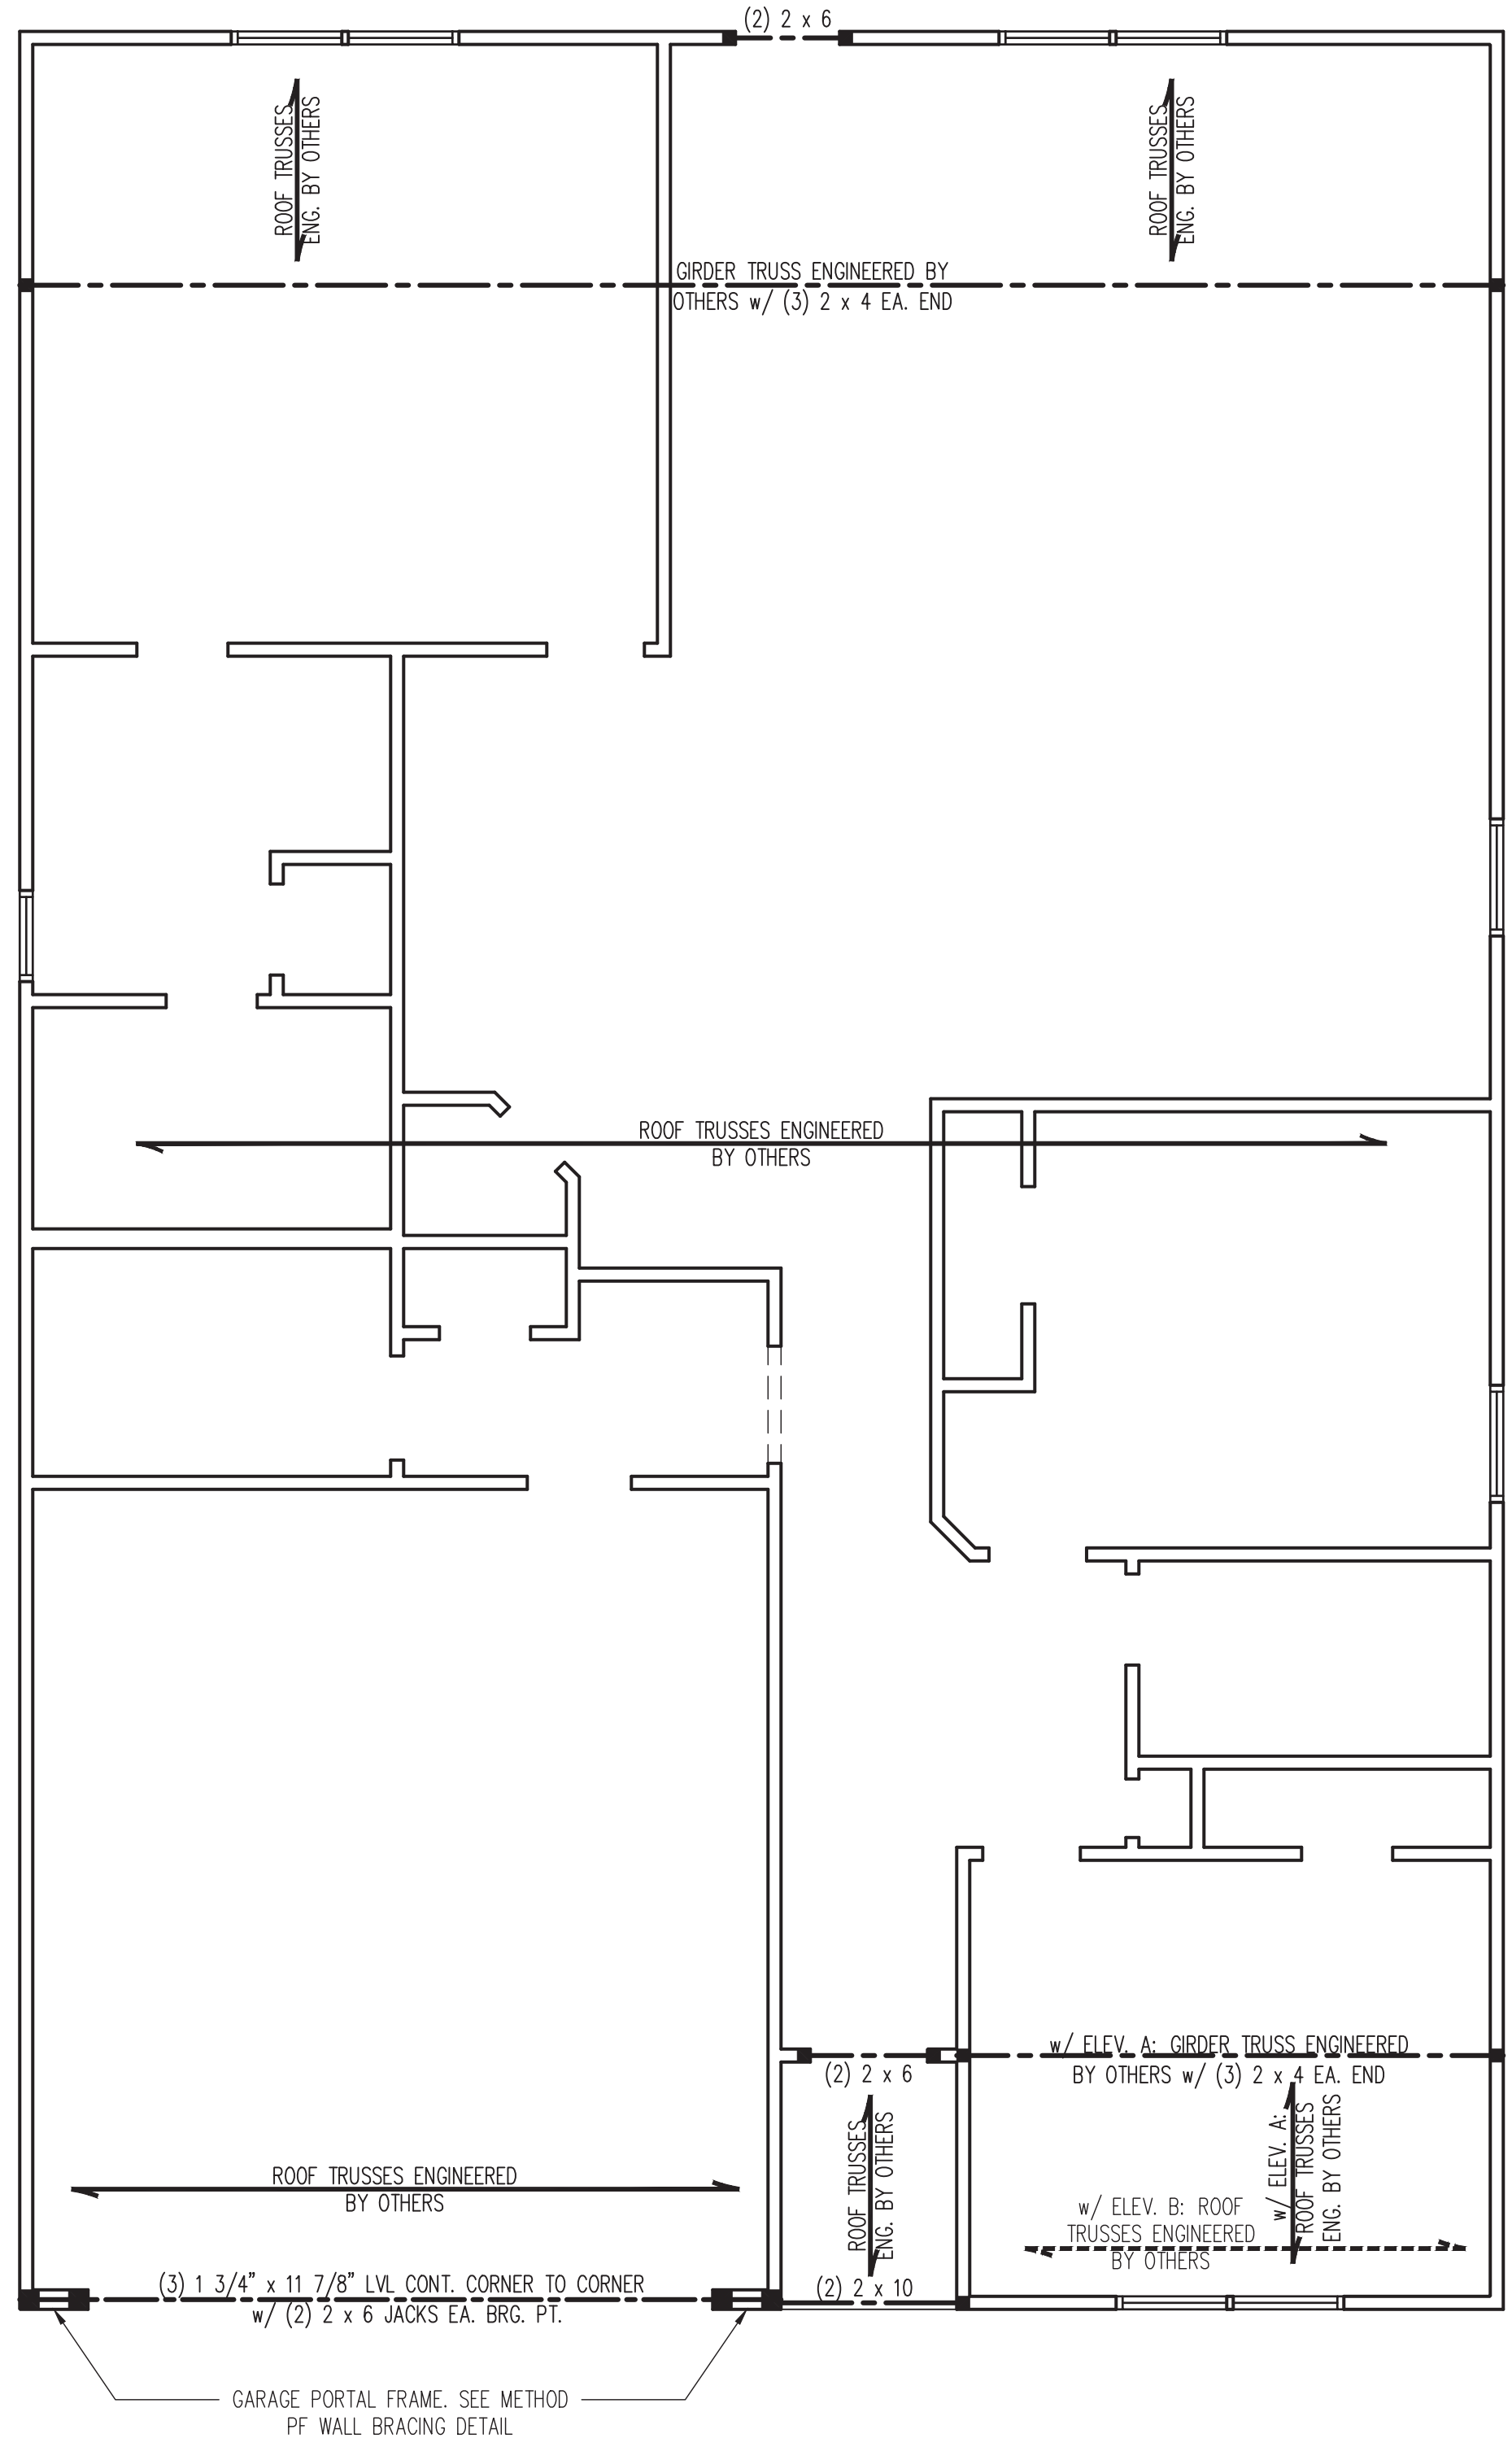 (2) 2 x 6
ROOF TRUSSES
ENG. BY OTHERS
ROOF TRUSSES
ENG. BY OTHERS
GIRDER TRUSS ENGINEERED BY
OTHERS w/ (3) 2 x 4 EA. END
ROOF TRUSSES ENGINEERED
BY OTHERS
w/ ELEV. A: GIRDER TRUSS ENGINEERED
BY OTHERS w/ (3) 2 x 4 EA. END
(2) 2 x 6
ROOF TRUSSES
ENG. BY OTHERS
w/ ELEV. A:
ROOF TRUSSES
ENG. BY OTHERS
ROOF TRUSSES ENGINEERED
BY OTHERS
w/ ELEV. B: ROOF
TRUSSES ENGINEERED
BY OTHERS
(3) 1 3/4" x 11 7/8" LVL CONT. CORNER TO CORNER
w/ (2) 2 x 6 JACKS EA. BRG. PT.
(2) 2 x 10
GARAGE PORTAL FRAME. SEE METHOD
PF WALL BRACING DETAIL